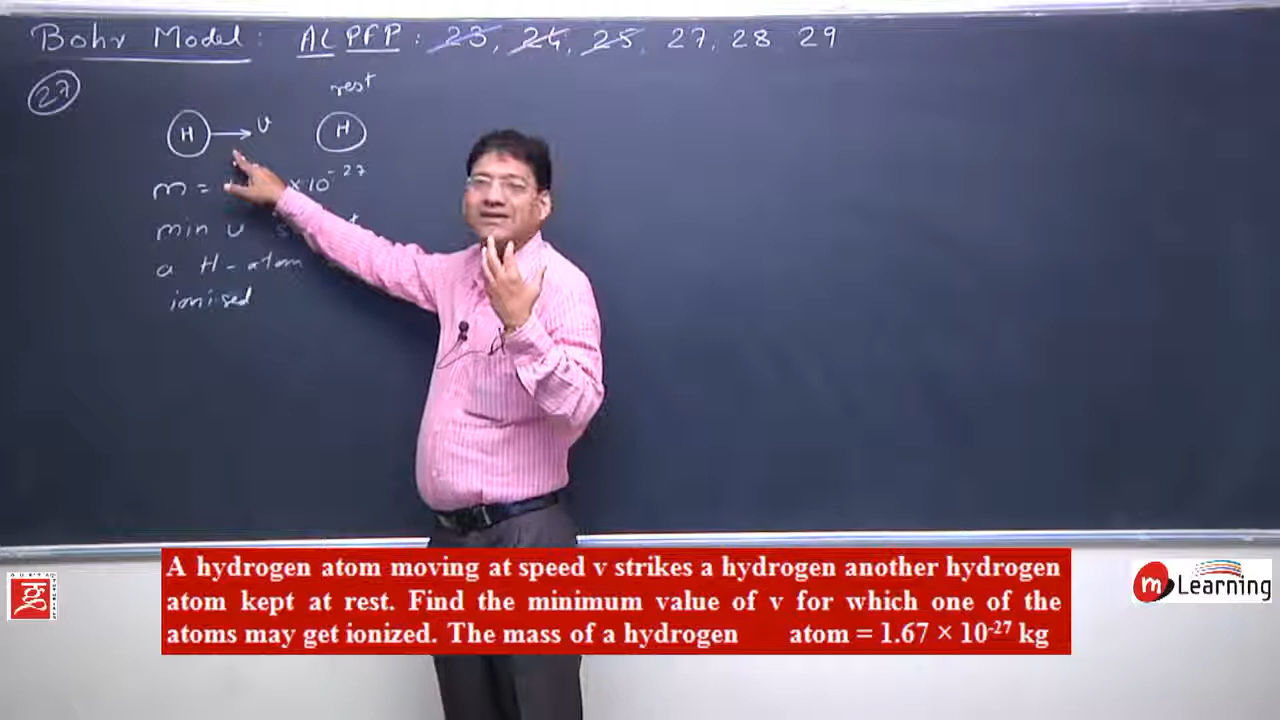 Bohr Model : ALPFP : 23, 24, 25, 27, 28 29
27
rest
H v H
m = ×10⁻²⁷
min v
a H-atom
ionised
A hydrogen atom moving at speed v strikes a hydrogen another hydrogen
atom kept at rest. Find the minimum value of v for which one of the
atoms may get ionized. The mass of a hydrogen atom = 1.67 × 10⁻²⁷ kg
m Learning